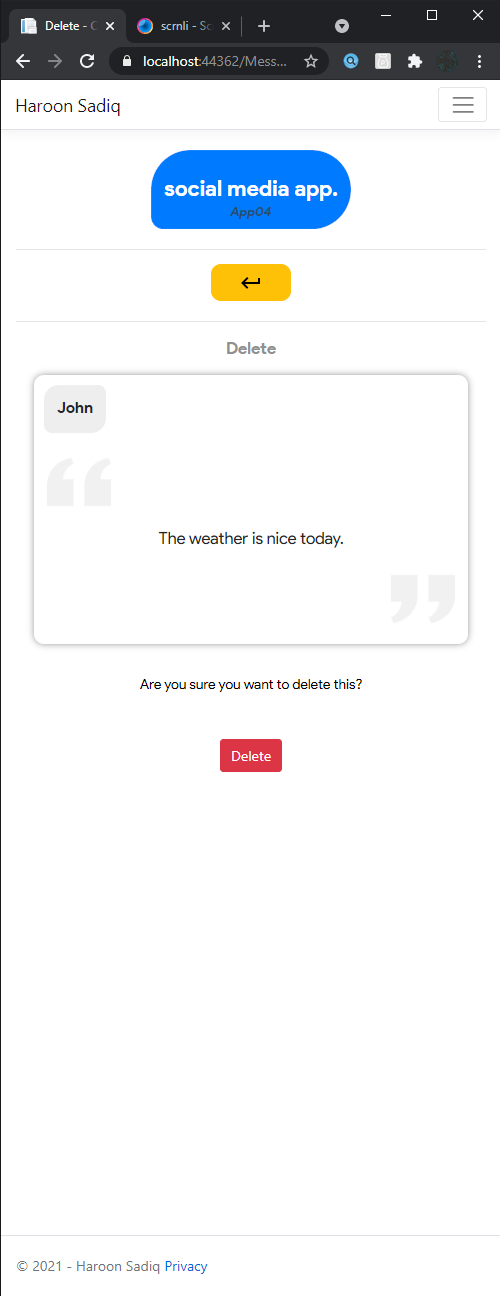 Delete - 
scrnli - Sc
localhost:44362/Mess...
Haroon Sadiq
social media app.
App04
Delete
John
“
The weather is nice today.
”
Are you sure you want to delete this?
Delete
© 2021 - Haroon Sadiq Privacy